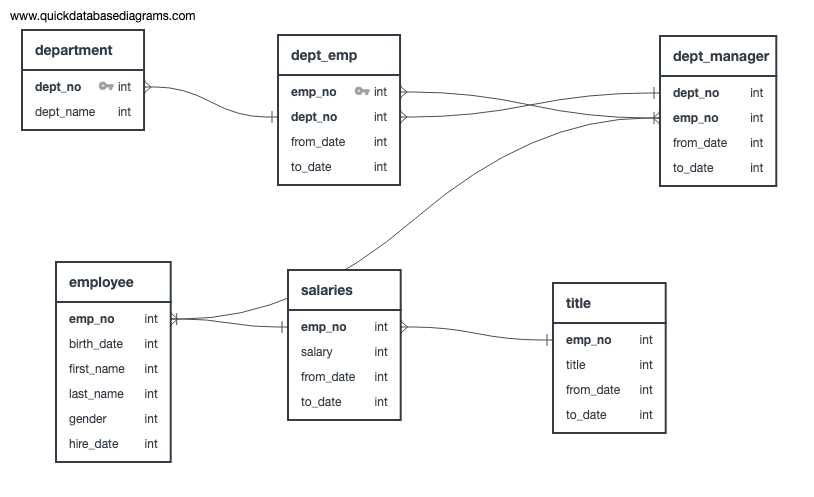 www.quickdatabasediagrams.com
department
dept_no int
dept_name int
dept_emp
emp_no int
dept_no int
from_date int
to_date int
dept_manager
dept_no int
emp_no int
from_date int
to_date int
employee
emp_no int
birth_date int
first_name int
last_name int
gender int
hire_date int
salaries
emp_no int
salary int
from_date int
to_date int
title
emp_no int
title int
from_date int
to_date int